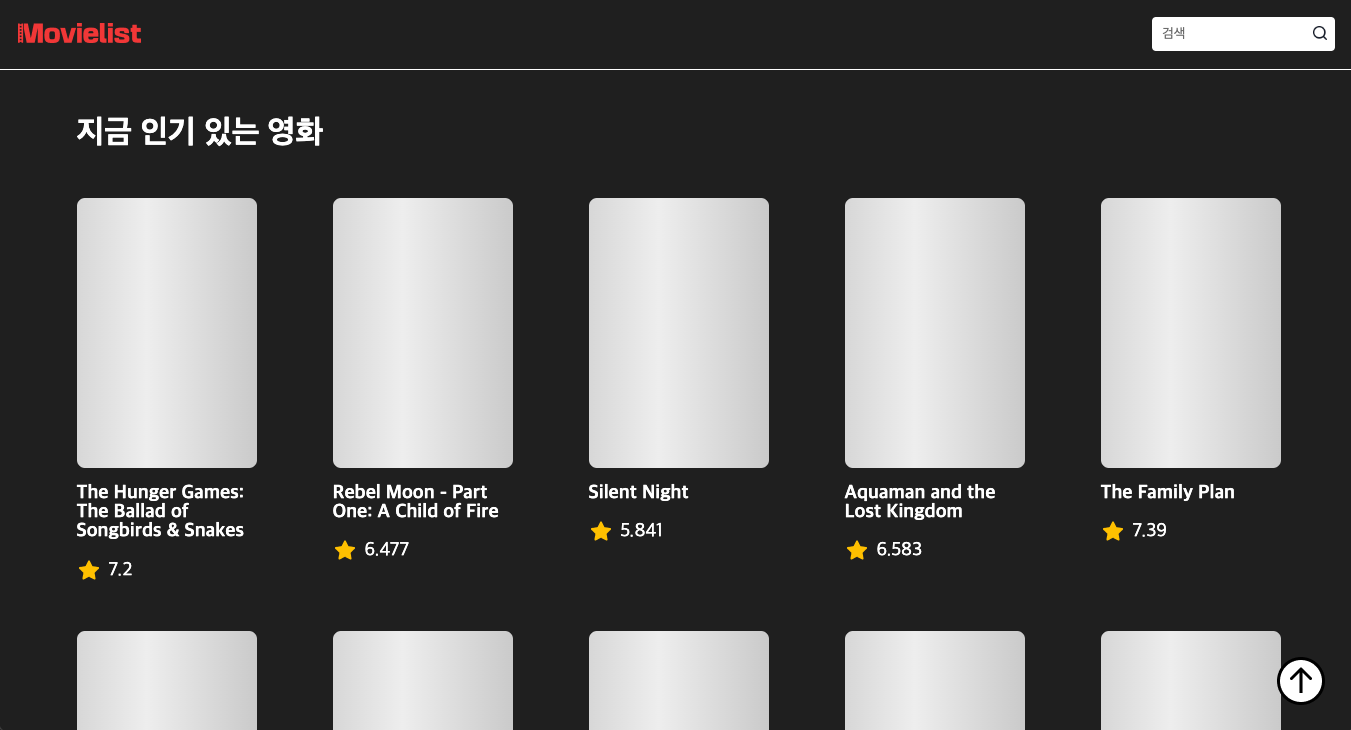 Movielist
검색
지금 인기 있는 영화
The Hunger Games:
The Ballad of
Songbirds & Snakes
7.2
Rebel Moon - Part
One: A Child of Fire
6.477
Silent Night
5.841
Aquaman and the
Lost Kingdom
6.583
The Family Plan
7.39